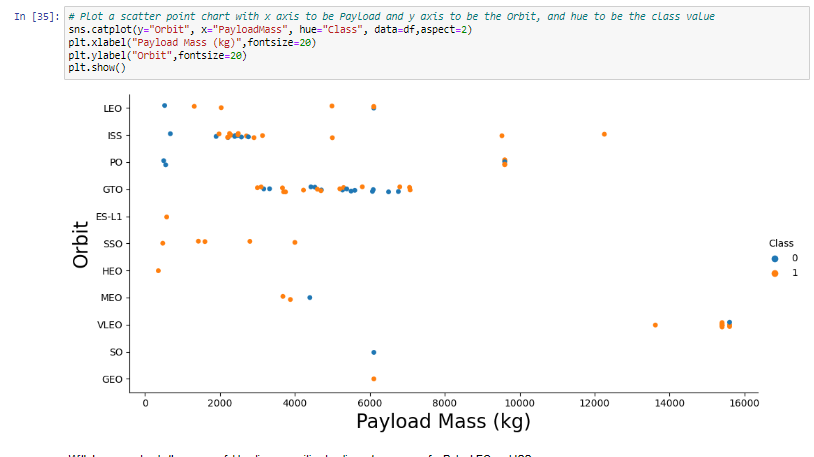 In [35]: # Plot a scatter point chart with x axis to be Payload and y axis to be the Orbit, and hue to be the class value
sns.catplot(y="Orbit", x="PayloadMass", hue="Class", data=df,aspect=2)
plt.xlabel("Payload Mass (kg)",fontsize=20)
plt.ylabel("Orbit",fontsize=20)
plt.show()
LEO
ISS
PO
GTO
ES-L1
SSO
HEO
MEO
VLEO
SO
GEO
Orbit
Class
0
1
0 2000 4000 6000 8000 10000 12000 14000 16000
Payload Mass (kg)